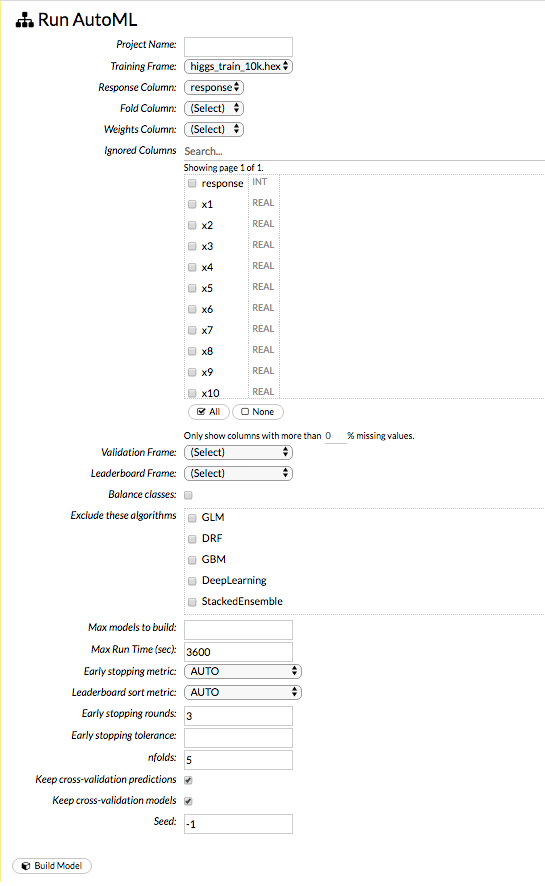 Run AutoML
Project Name:
Training Frame: higgs_train_10k.hex
Response Column: response
Fold Column: (Select)
Weights Column: (Select)
Ignored Columns Search...
Showing page 1 of 1.
response INT
x1 REAL
x2 REAL
x3 REAL
x4 REAL
x5 REAL
x6 REAL
x7 REAL
x8 REAL
x9 REAL
x10 REAL
All None
Only show columns with more than 0 % missing values.
Validation Frame: (Select)
Leaderboard Frame: (Select)
Balance classes:
Exclude these algorithms GLM
DRF
GBM
DeepLearning
StackedEnsemble
Max models to build:
Max Run Time (sec): 3600
Early stopping metric: AUTO
Leaderboard sort metric: AUTO
Early stopping rounds: 3
Early stopping tolerance:
nfolds: 5
Keep cross-validation predictions
Keep cross-validation models
Seed: -1
Build Model